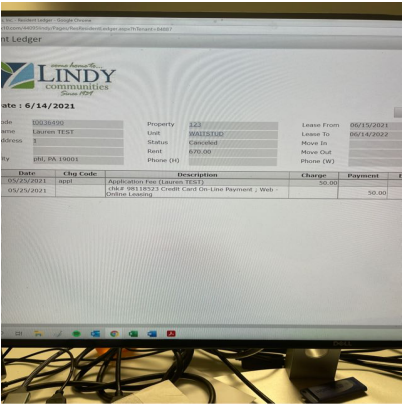 - Resident Ledger - Google Chrome
nt Ledger
come home to...
LINDY
communities
Since 1939
ate : 6/14/2021
ode t0036490 Property 123 Lease From 06/15/2021
ame Lauren TEST Unit WAITSTUD Lease To 06/14/2022
ddress 1 Status Canceled Move In
Rent 670.00 Move Out
ty phl, PA 19001 Phone (H) Phone (W)
Date Chg Code Description Charge Payment
05/25/2021 appl Application Fee (Lauren TEST) 50.00
05/25/2021 chk# 98118523 Credit Card On-Line Payment ; Web - 50.00
Online Leasing
DELL